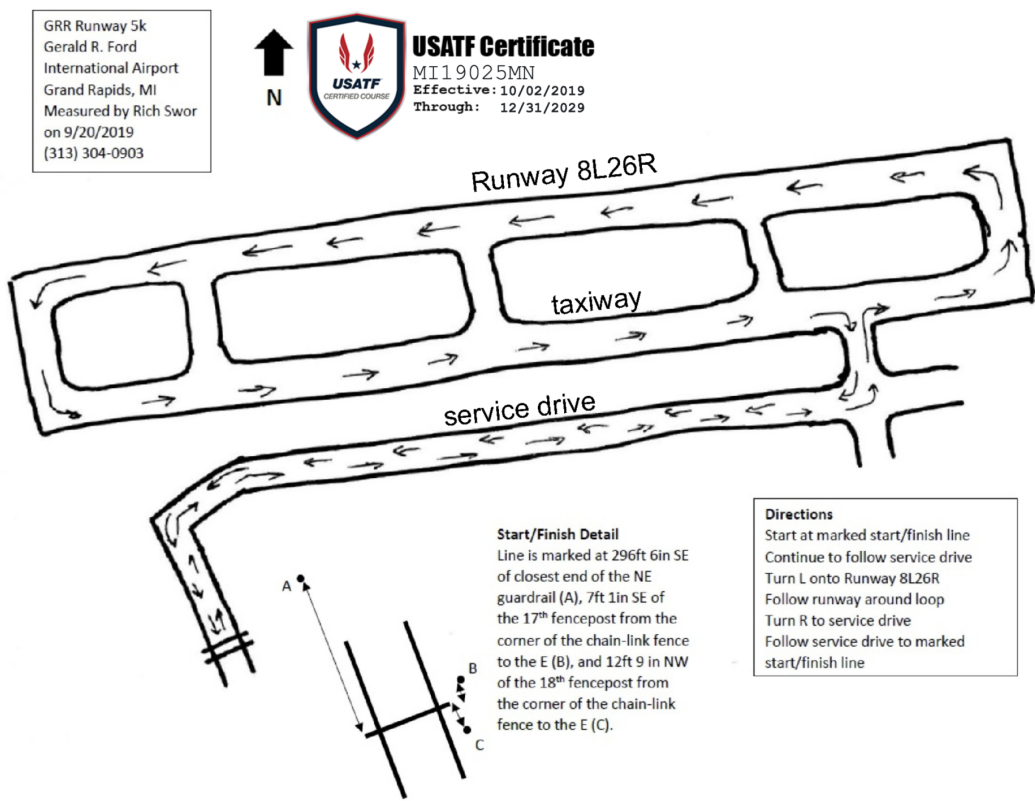 GRR Runway 5k
Gerald R. Ford
International Airport
Grand Rapids, MI
Measured by Rich Swor
on 9/20/2019
(313) 304-0903
N
USATF
CERTIFIED COURSE
USATF Certificate
MI19025MN
Effective: 10/02/2019
Through: 12/31/2029
Runway 8L26R
taxiway
service drive
A
B
C
Start/Finish Detail
Line is marked at 296ft 6in SE
of closest end of the NE
guardrail (A), 7ft 1in SE of
the 17th fencepost from the
corner of the chain-link fence
to the E (B), and 12ft 9 in NW
of the 18th fencepost from
the corner of the chain-link
fence to the E (C).
Directions
Start at marked start/finish line
Continue to follow service drive
Turn L onto Runway 8L26R
Follow runway around loop
Turn R to service drive
Follow service drive to marked
start/finish line